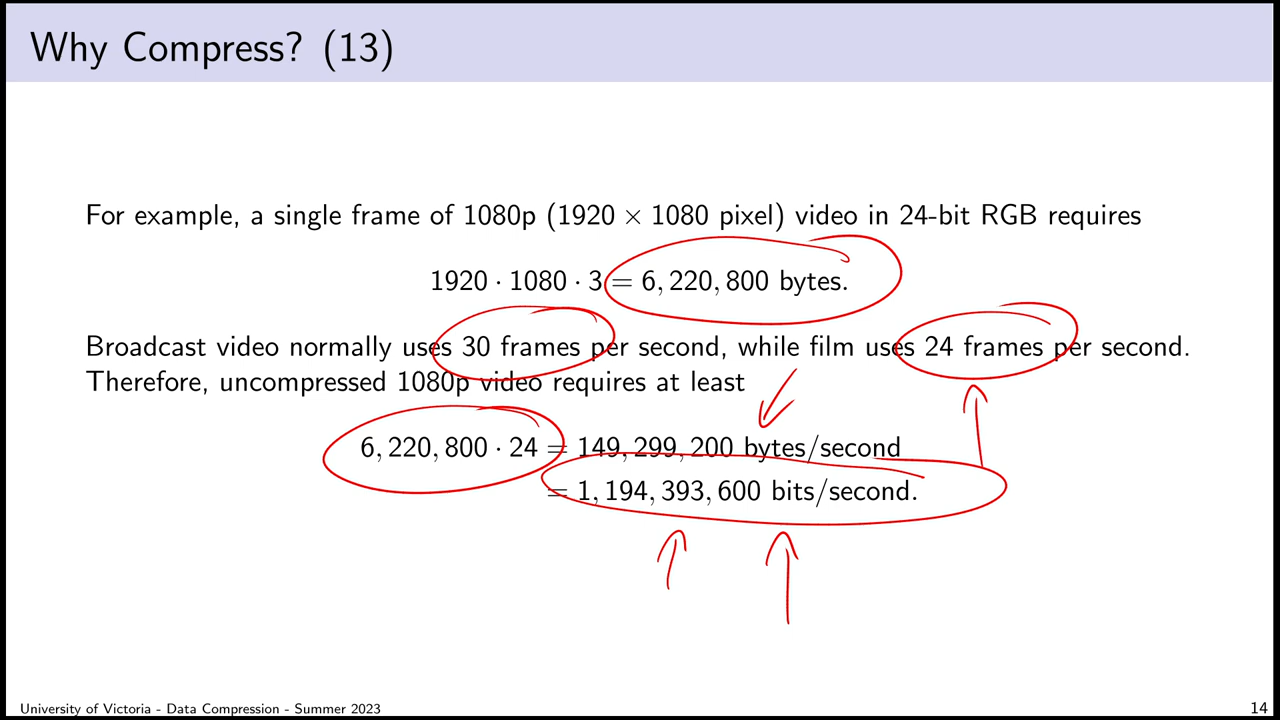 Why Compress? (13)
For example, a single frame of 1080p (1920 × 1080 pixel) video in 24-bit RGB requires
1920 · 1080 · 3 = 6, 220, 800 bytes.
Broadcast video normally uses 30 frames per second, while film uses 24 frames per second.
Therefore, uncompressed 1080p video requires at least
6, 220, 800 · 24 = 149, 299, 200 bytes/second
= 1, 194, 393, 600 bits/second.
University of Victoria - Data Compression - Summer 2023
14